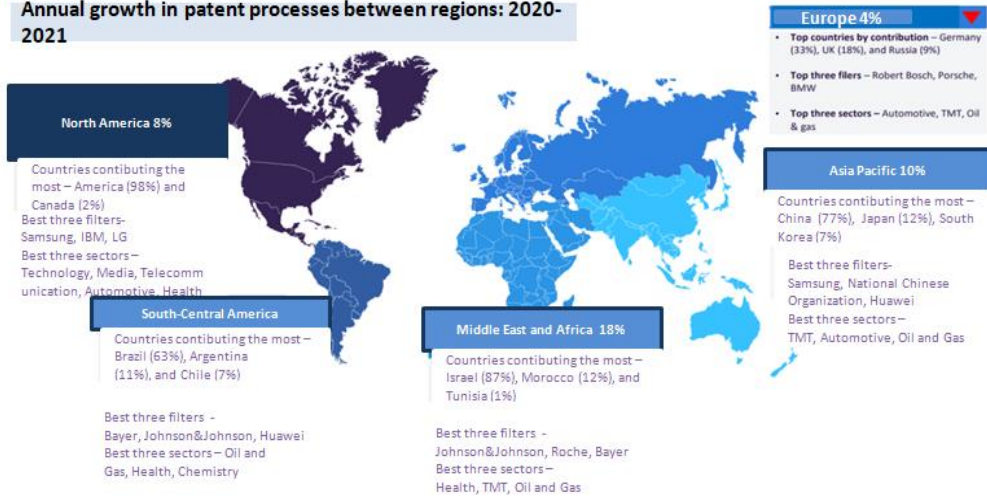 Annual growth in patent processes between regions: 2020-
2021
Europe 4%
• Top countries by contribution – Germany
(33%), UK (18%), and Russia (9%)
• Top three filers – Robert Bosch, Porsche,
BMW
• Top three sectors – Automotive, TMT, Oil
& gas
North America 8%
Countries contibuting the
most – America (98%) and
Canada (2%)
Best three filters-
Samsung, IBM, LG
Best three sectors –
Technology, Media, Telecomm
unication, Automotive, Health
Asia Pacific 10%
Countries contibuting the most –
China (77%), Japan (12%), South
Korea (7%)
Best three filters-
Samsung, National Chinese
Organization, Huawei
Best three sectors –
TMT, Automotive, Oil and Gas
South-Central America
Countries contibuting the most –
Brazil (63%), Argentina
(11%), and Chile (7%)
Best three filters -
Bayer, Johnson&Johnson, Huawei
Best three sectors – Oil and
Gas, Health, Chemistry
Middle East and Africa 18%
Countries contibuting the most –
Israel (87%), Morocco (12%), and
Tunisia (1%)
Best three filters -
Johnson&Johnson, Roche, Bayer
Best three sectors –
Health, TMT, Oil and Gas